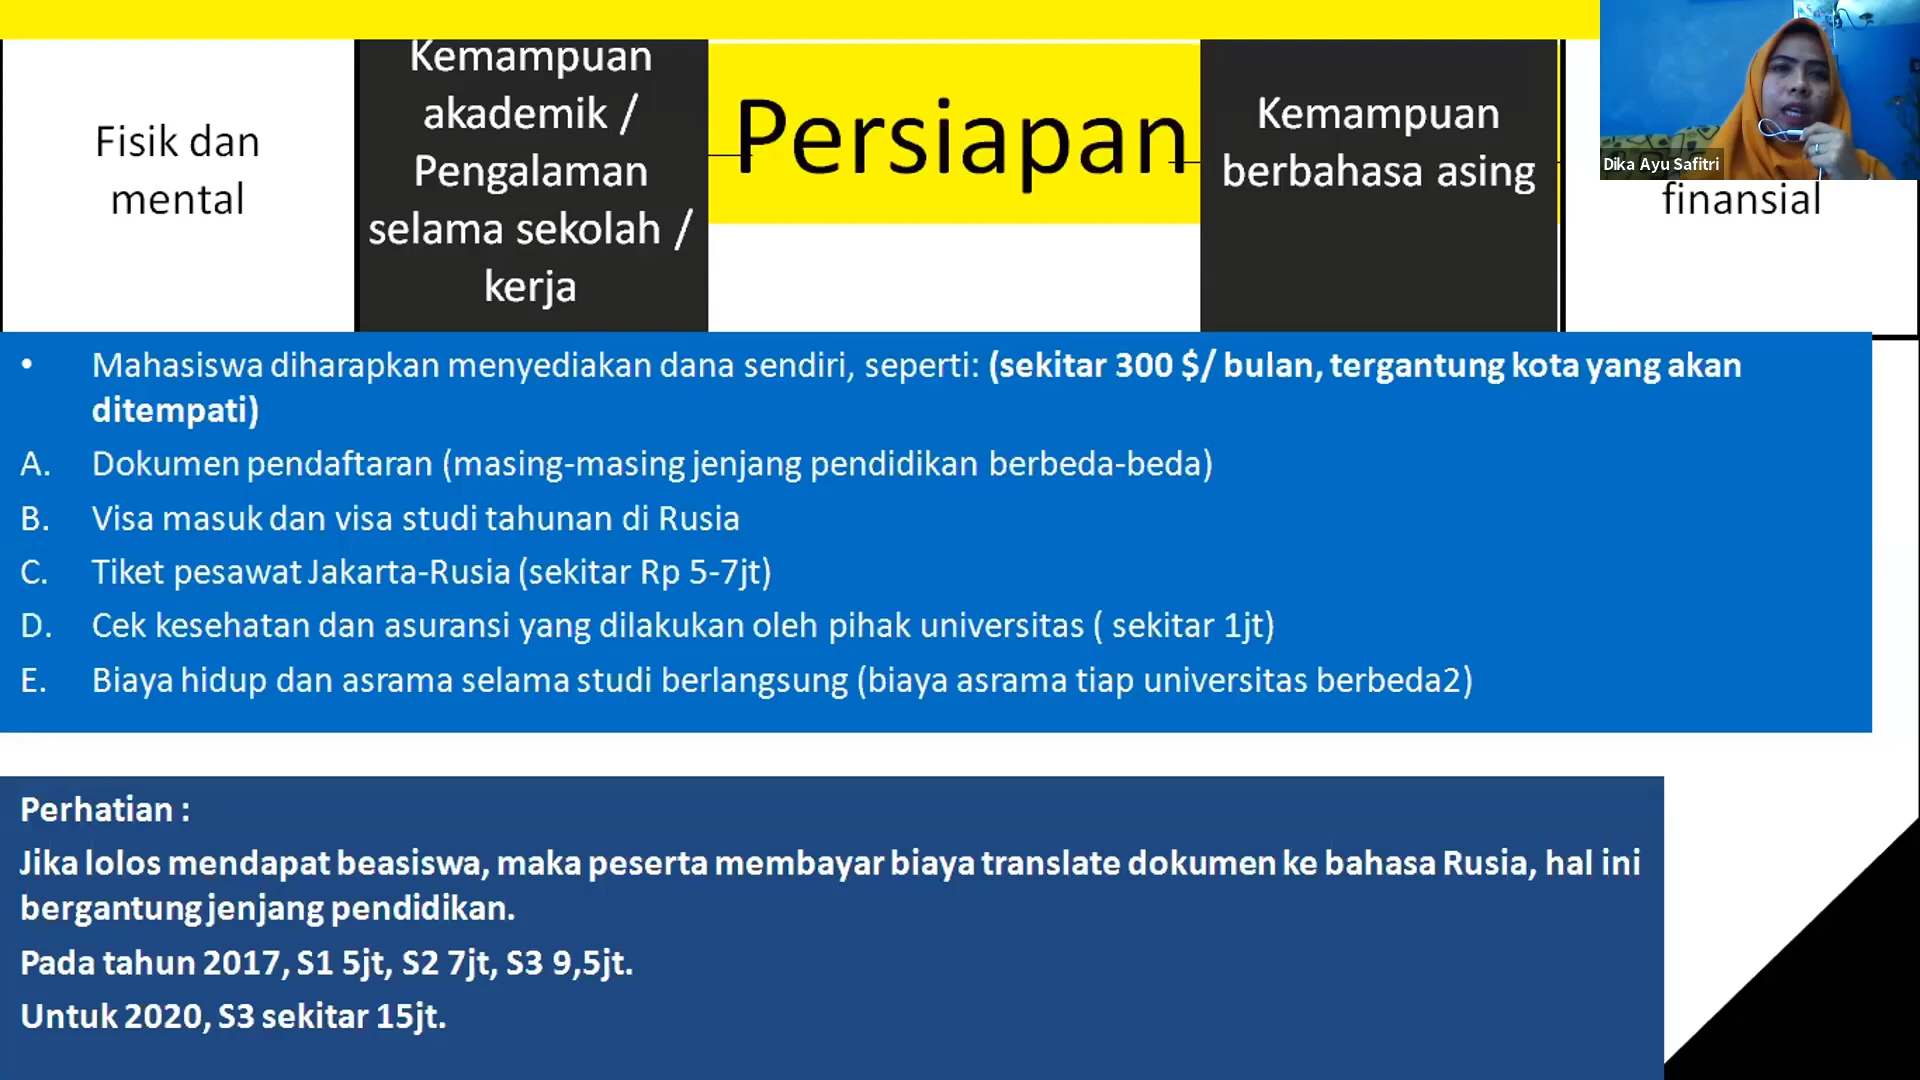 Fisik dan
mental
Kemampuan
akademik /
Pengalaman
selama sekolah /
kerja
Persiapan
Kemampuan
berbahasa asing
finansial
Dika Ayu Safitri
• Mahasiswa diharapkan menyediakan dana sendiri, seperti: (sekitar 300 $/ bulan, tergantung kota yang akan
ditempati)
A. Dokumen pendaftaran (masing-masing jenjang pendidikan berbeda-beda)
B. Visa masuk dan visa studi tahunan di Rusia
C. Tiket pesawat Jakarta-Rusia (sekitar Rp 5-7jt)
D. Cek kesehatan dan asuransi yang dilakukan oleh pihak universitas ( sekitar 1jt)
E. Biaya hidup dan asrama selama studi berlangsung (biaya asrama tiap universitas berbeda2)
Perhatian :
Jika lolos mendapat beasiswa, maka peserta membayar biaya translate dokumen ke bahasa Rusia, hal ini
bergantung jenjang pendidikan.
Pada tahun 2017, S1 5jt, S2 7jt, S3 9,5jt.
Untuk 2020, S3 sekitar 15jt.